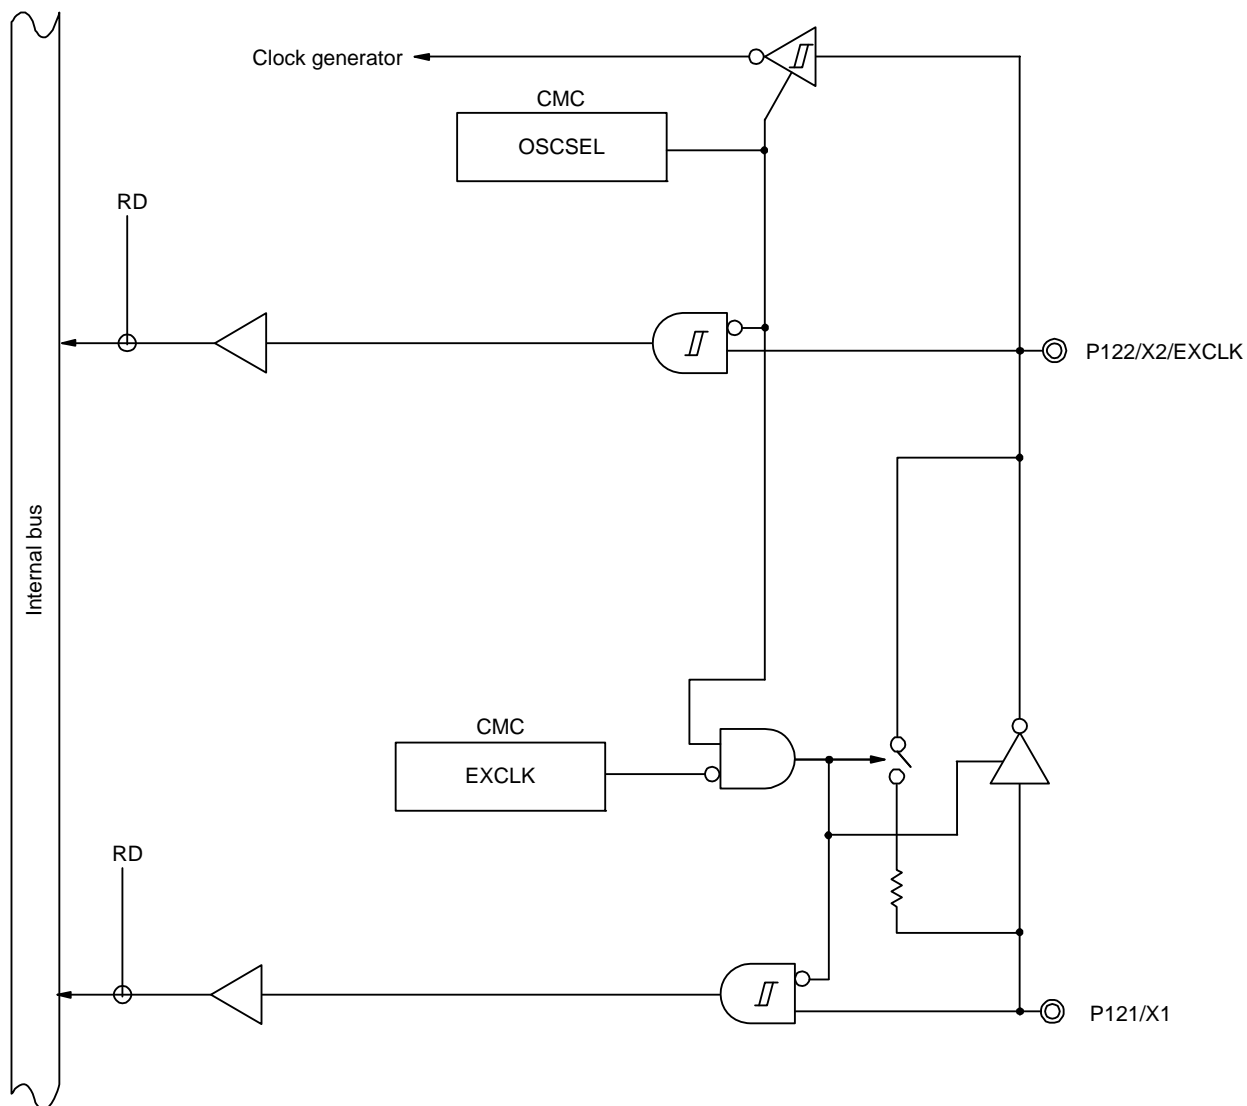 Clock generator
CMC
OSCSEL
RD
P122/X2/EXCLK
Internal bus
CMC
EXCLK
RD
P121/X1